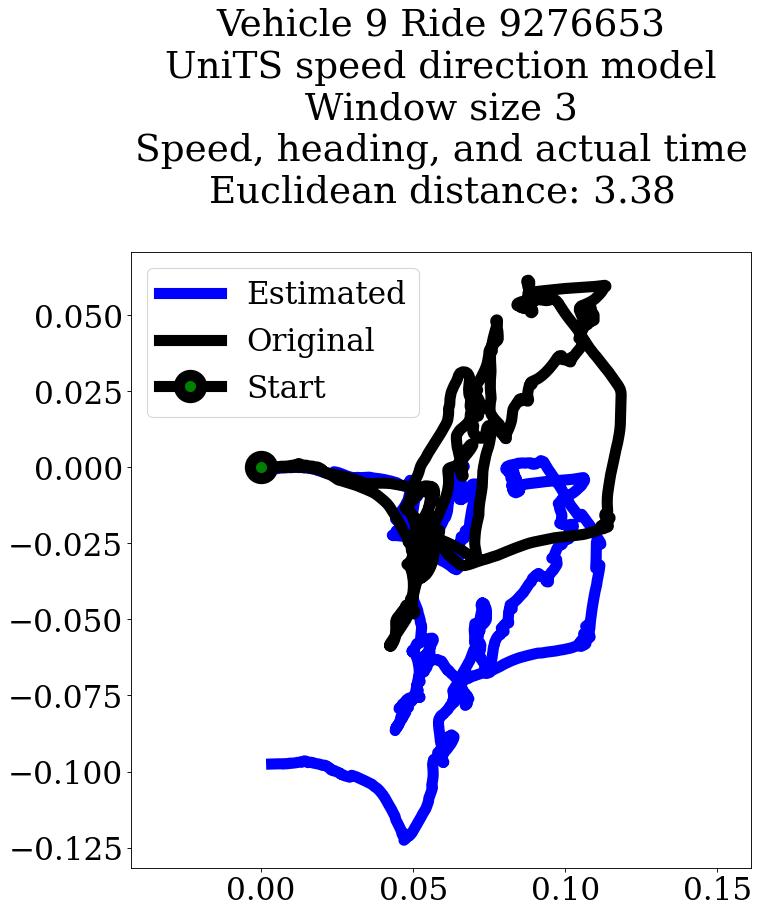 Vehicle 9 Ride 9276653
UniTS speed direction model
Window size 3
Speed, heading, and actual time
Euclidean distance: 3.38
Estimated
Original
Start
0.050
0.025
0.000
−0.025
−0.050
−0.075
−0.100
−0.125
0.00 0.05 0.10 0.15